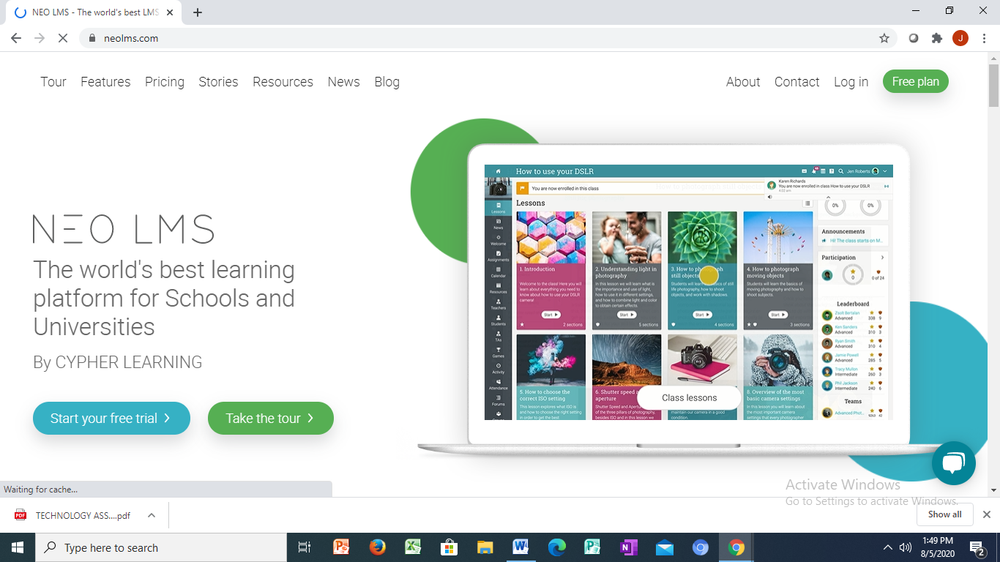 NEO LMS - The world's best LMS
neolms.com
J
Tour Features Pricing Stories Resources News Blog
About Contact Log in Free plan
NEO LMS
The world's best learning
platform for Schools and
Universities
By CYPHER LEARNING
Start your free trial
Take the tour
How to use your DSLR
Jen Roberts
You are now enrolled in this class
Karen Richards
You are now enrolled in class How to use your DSLR
4:02 am
Lessons
News
Welcome
Assignments
Calendar
Resources
Teachers
Students
TAs
Games
Activity
Attendance
Forums
Lessons
1. Introduction
Welcome to the class! Here you will
learn about everything you need to
know about how to use your DSLR
camera!
Start
2 sections
2. Understanding light in
photography
In this lesson we will learn what is
the importance and use of light,
how to use it in different settings,
and how to combine light and color
to obtain certain effects.
Start
5 sections
3. How to photograph
still objects
Students will learn the basics of still
life photography, how to shoot
objects, and work with shadows.
Start
4 sections
4. How to photograph
moving objects
Students will learn the basics of
moving photography and how to
shoot subjects.
Start
3 sections
5. How to choose the
correct ISO setting
This lesson explores what ISO is
and how to choose the right setting
in order to get the best
6. Shutter speed a
aperture
Shutter Speed and Apertu
of the three pillars of photography,
besides ISO and in this lesson we
maintain our camera in a good
condition.
8. Overview of the most
basic camera settings
In this lesson you will learn about
the most important camera
settings that every photographer
Class lessons
0% 0%
Announcements
Hi! The class starts on M...
Participation
0
0 of 24
Leaderboard
Zsolt Bertalan 338 9
Advanced
Ken Sanders 310 3
Advanced
Ryan Smith 310 4
Advanced
Jamie Powell 285 5
Advanced
Tracy Mullon 260 3
Intermediate
Phil Jackson 240 6
Intermediate
Teams
Advanced Phot... 9263 42
Waiting for cache...
Activate Windows
Go to Settings to activate Windows.
PDF
TECHNOLOGY ASS....pdf
Show all
Type here to search
1:49 PM
8/5/2020
2